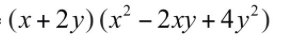 (x + 2y)(x² − 2xy + 4y²)